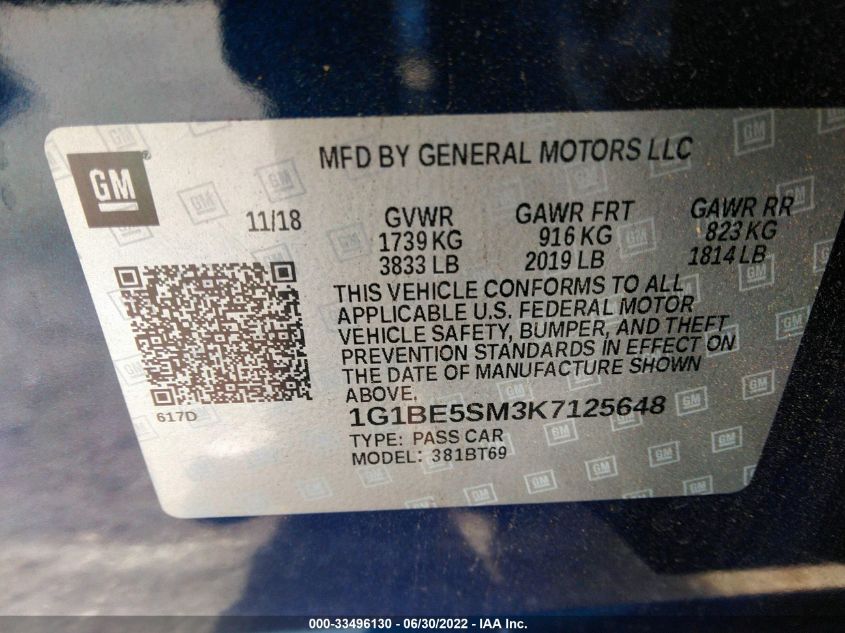 GM
MFD BY GENERAL MOTORS LLC
11/18
GVWR GAWR FRT GAWR RR
1739 KG 916 KG 823 KG
3833 LB 2019 LB 1814 LB
THIS VEHICLE CONFORMS TO ALL
APPLICABLE U.S. FEDERAL MOTOR
VEHICLE SAFETY, BUMPER, AND THEFT
PREVENTION STANDARDS IN EFFECT ON
THE DATE OF MANUFACTURE SHOWN
ABOVE.
617D
1G1BE5SM3K7125648
TYPE: PASS CAR
MODEL: 381BT69
000-33496130 - 06/30/2022 - IAA Inc.